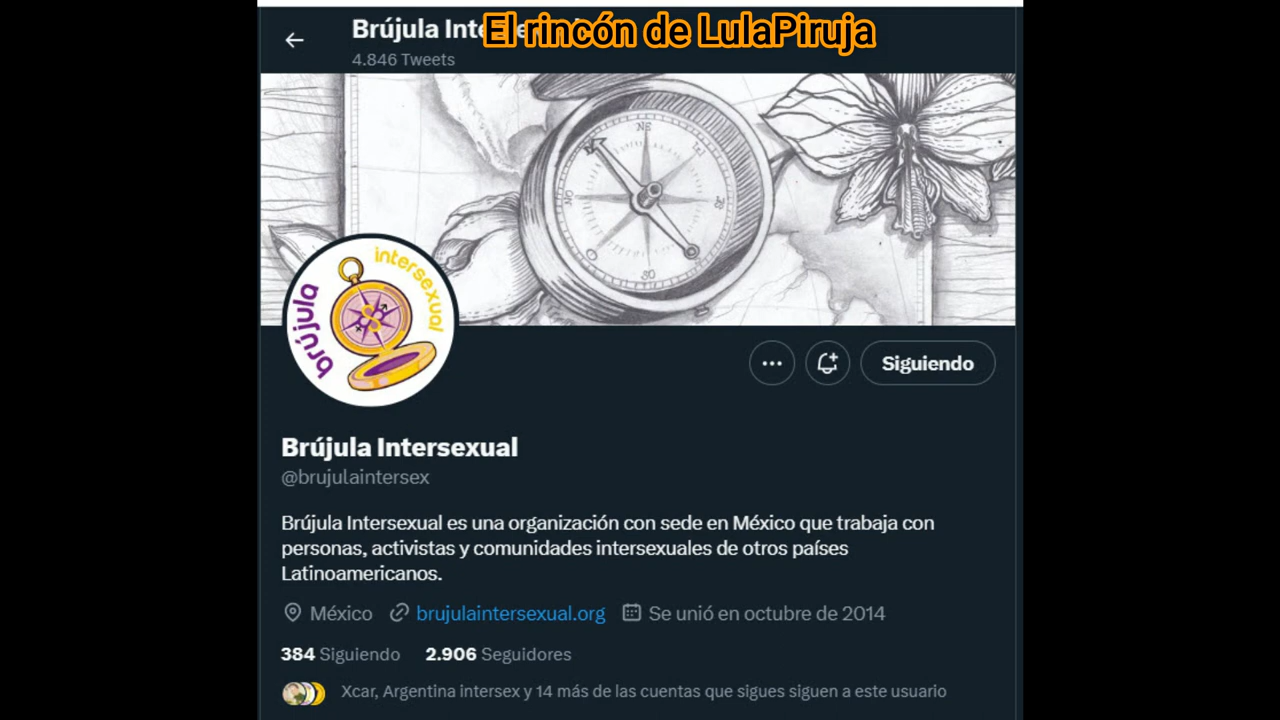 El rincón de LulaPiruja
Brújula Inte
4.846 Tweets
NE
SO
brújula
intersexual
Siguiendo
Brújula Intersexual
@brujulaintersex
Brújula Intersexual es una organización con sede en México que trabaja con
personas, activistas y comunidades intersexuales de otros países
Latinoamericanos.
México brujulaintersexual.org Se unió en octubre de 2014
384 Siguiendo 2.906 Seguidores
Xcar, Argentina intersex y 14 más de las cuentas que sigues siguen a este usuario